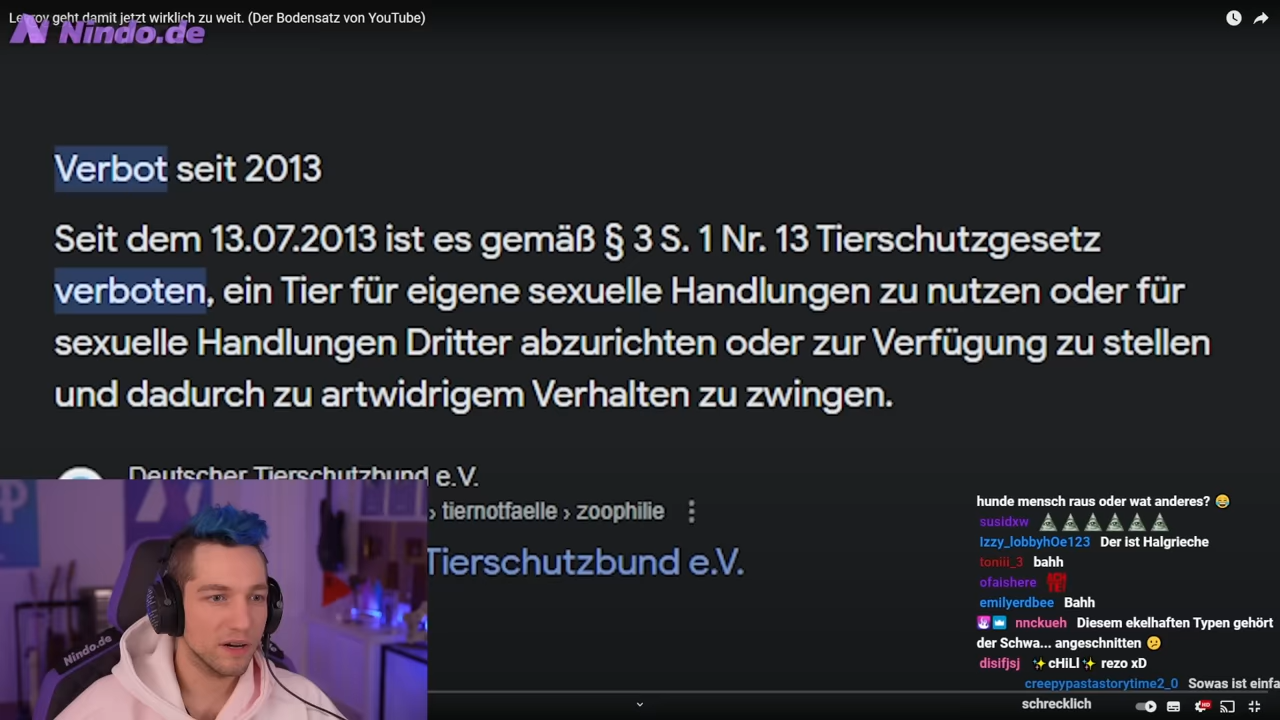 Leeroy geht damit jetzt wirklich zu weit. (Der Bodensatz von YouTube)
Nindo.de
Verbot seit 2013
Seit dem 13.07.2013 ist es gemäß § 3 S. 1 Nr. 13 Tierschutzgesetz
verboten, ein Tier für eigene sexuelle Handlungen zu nutzen oder für
sexuelle Handlungen Dritter abzurichten oder zur Verfügung zu stellen
und dadurch zu artwidrigem Verhalten zu zwingen.
Deutscher Tierschutzbund e.V.
› tiernotfaelle › zoophilie
Tierschutzbund e.V.
Nindo.de
hunde mensch raus oder wat anderes? 😂
susidxw
Izzy_lobbyhOe123 Der ist Halgrieche
toniii_3 bahh
ofaishere
emilyerdbee Bahh
nnckueh Diesem ekelhaften Typen gehört
der Schwa... angeschnitten 😕
disifjsj ✨cHiLl✨ rezo xD
creepypastastorytime2_0 Sowas ist einfa
schrecklich
HD